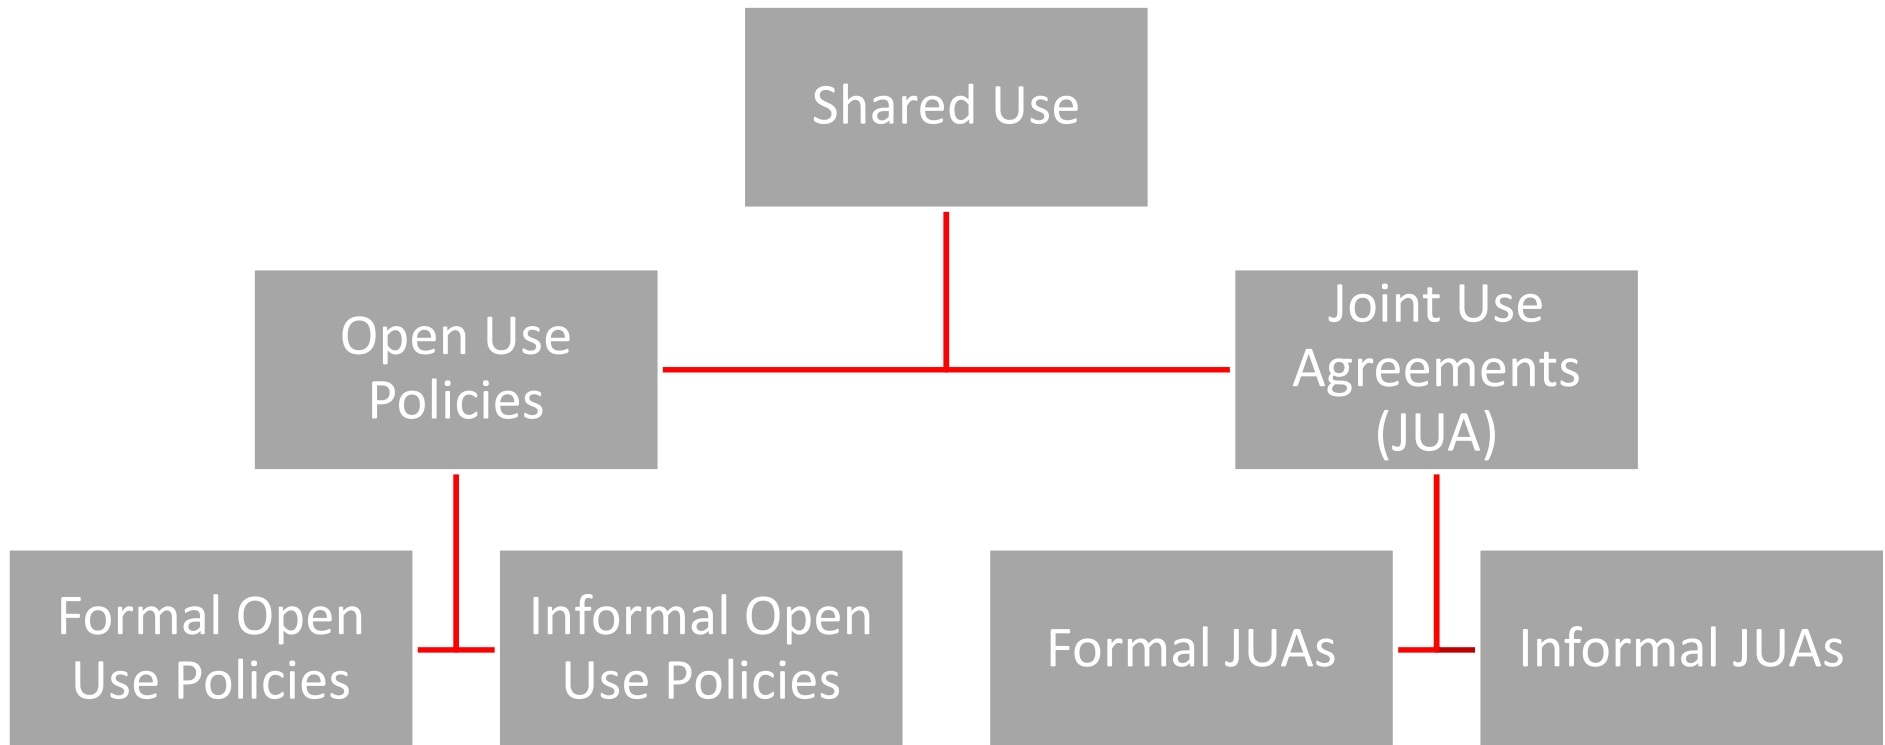 Shared Use
Open Use
Policies
Joint Use
Agreements
(JUA)
Formal Open
Use Policies
Informal Open
Use Policies
Formal JUAs
Informal JUAs